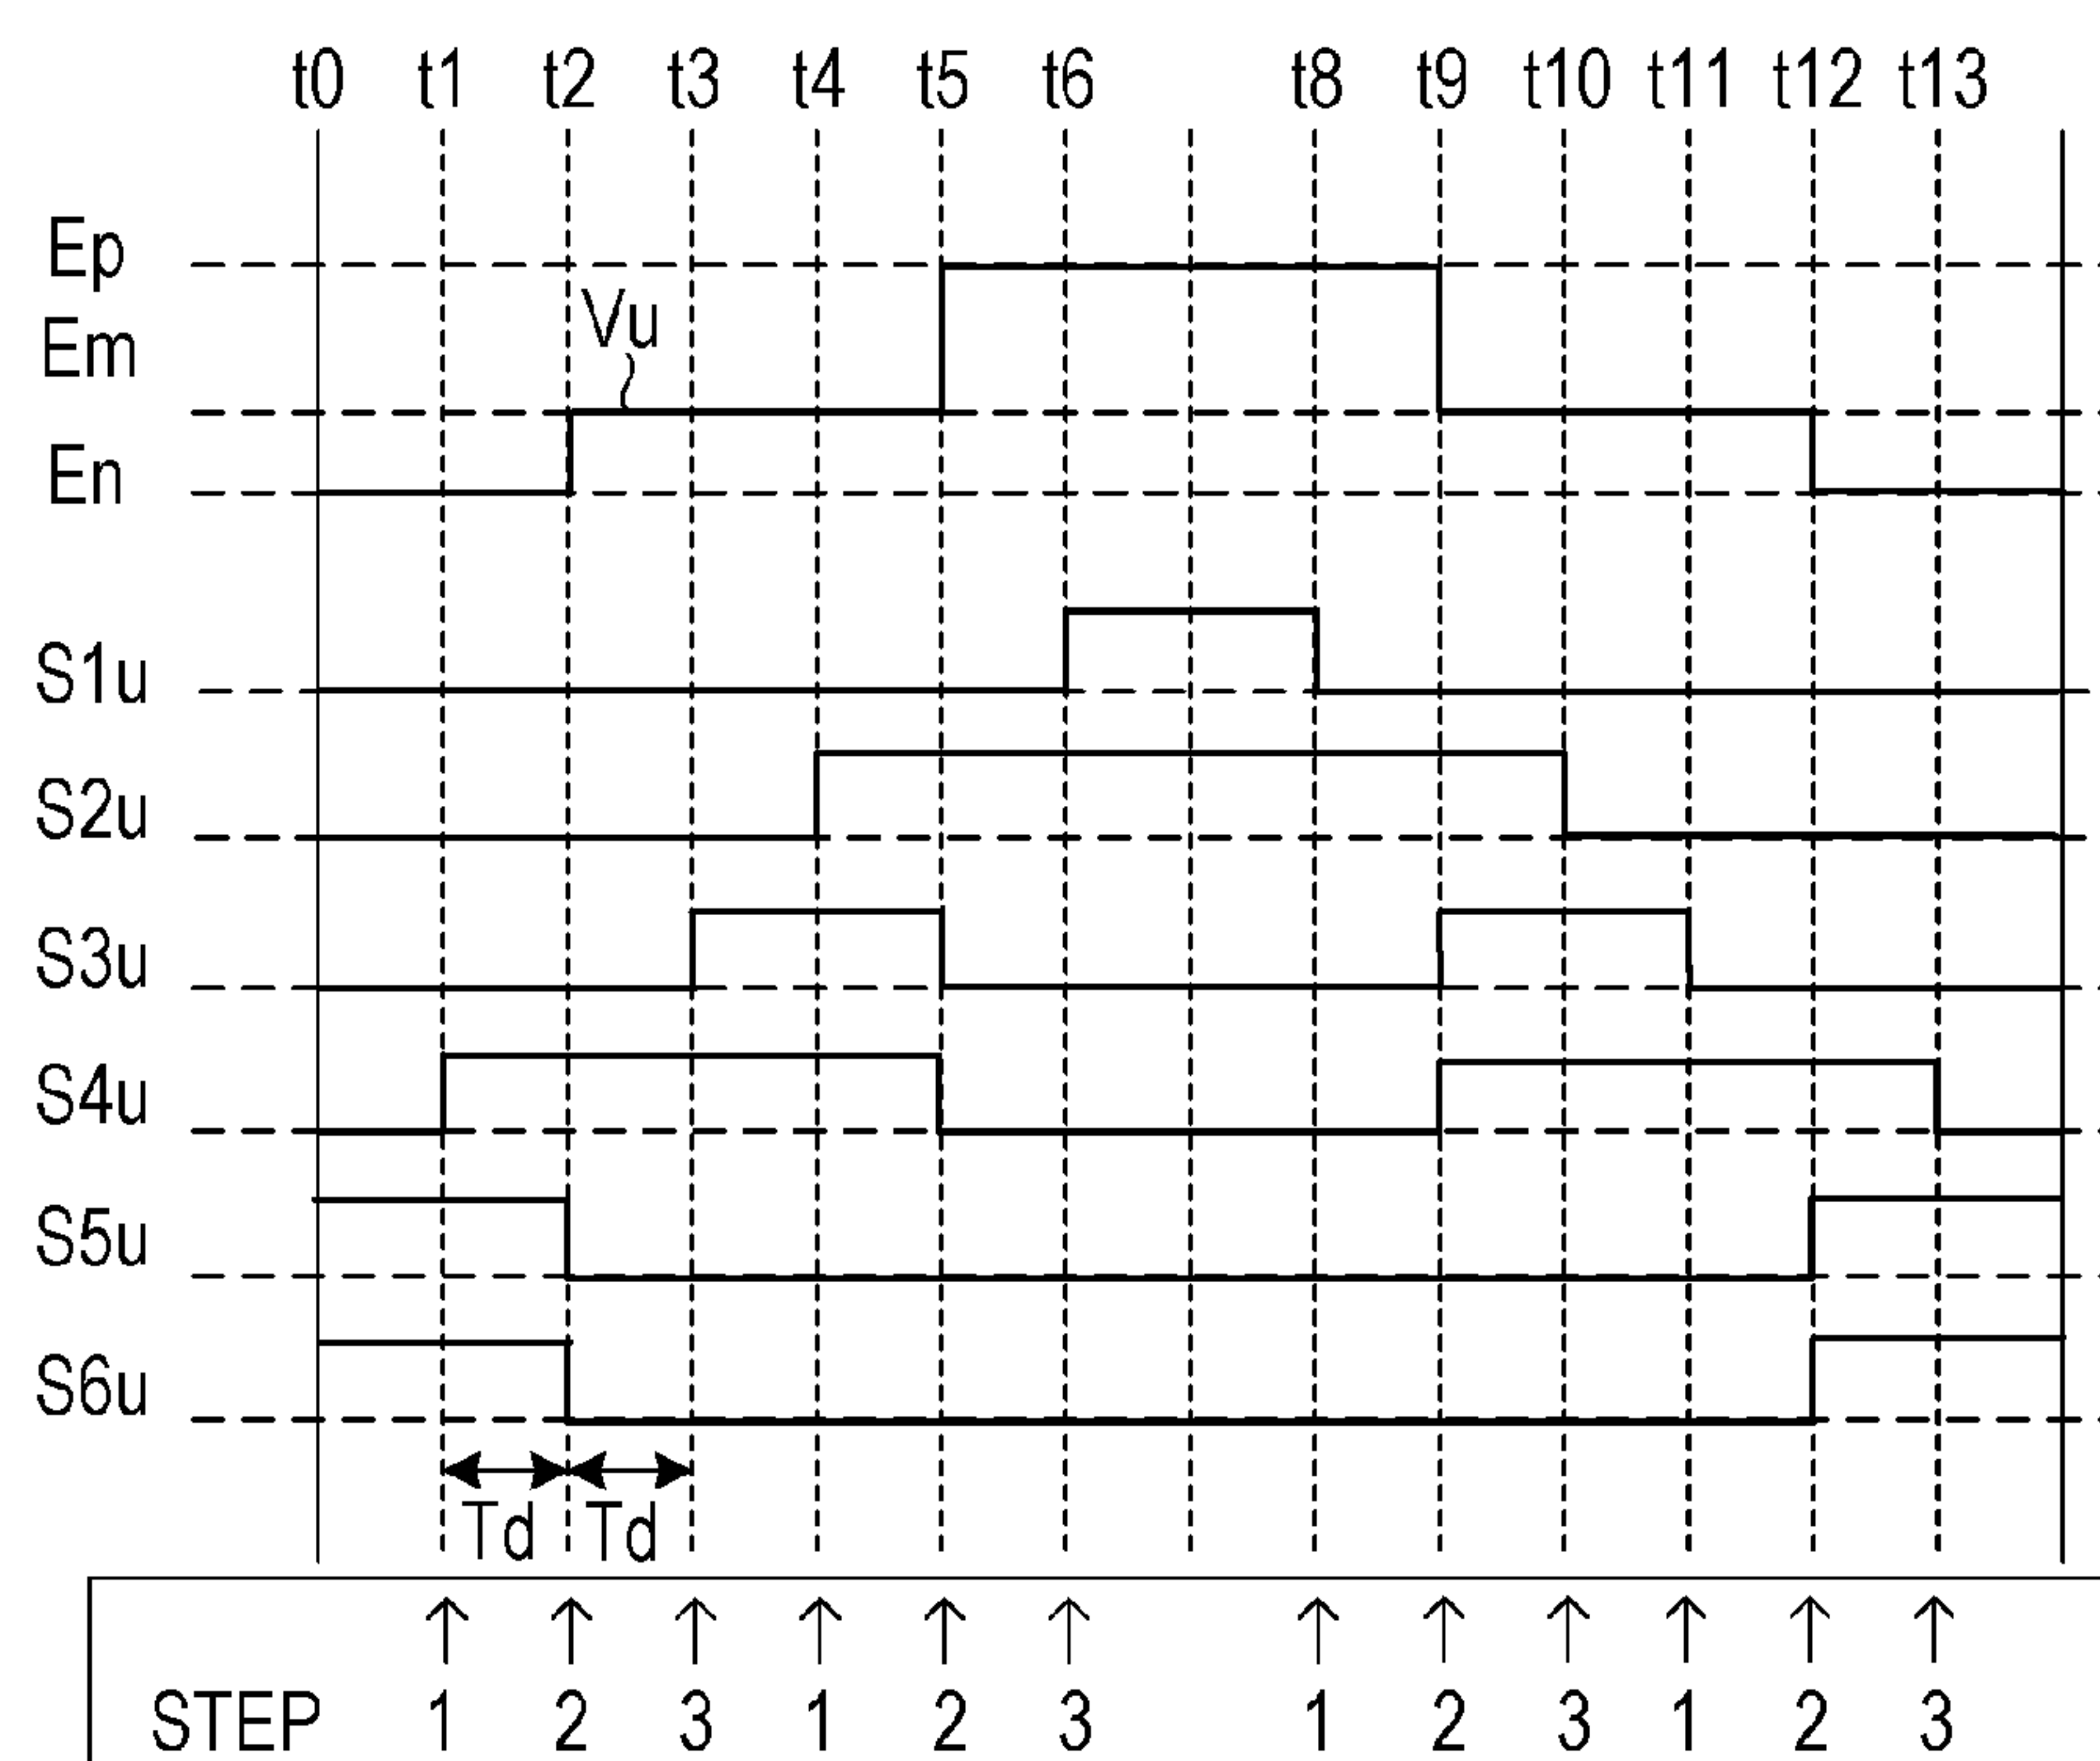 t0 t1 t2 t3 t4 t5 t6 t8 t9 t10 t11 t12 t13
Ep
Vu
Em
En
S1u
S2u
S3u
S4u
S5u
S6u
Td Td
STEP 1 2 3 1 2 3 1 2 3 1 2 3